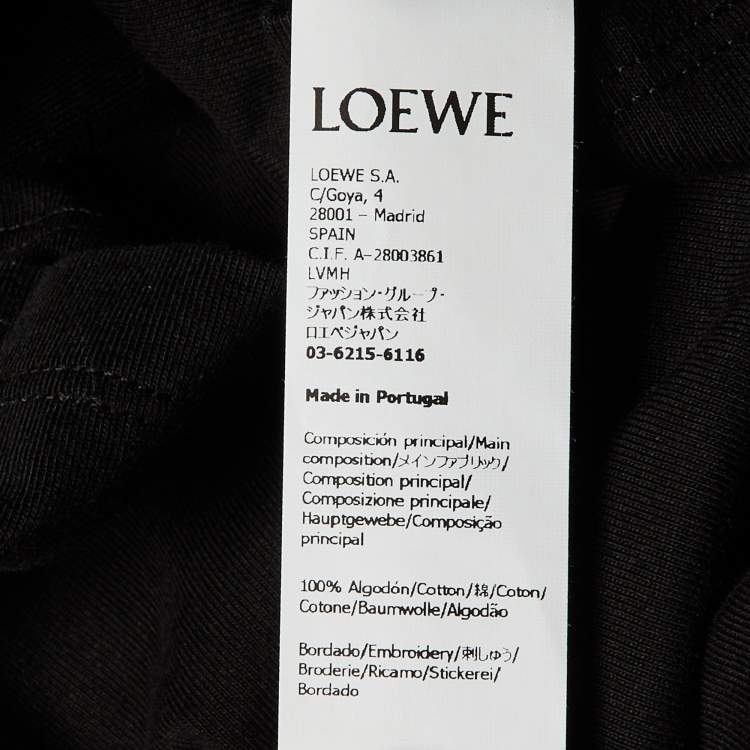 LOEWE
LOEWE S.A.
C/Goya, 4
28001 – Madrid
SPAIN
C.I.F. A-28003861
LVMH
ファッション・グループ・
ジャパン株式会社
ロエベジャパン
03-6215-6116
Made in Portugal
Composición principal/Main
composition/メインファブリック/
Composition principal/
Composizione principale/
Hauptgewebe/Composição
principal
100% Algodón/Cotton/綿/Coton/
Cotone/Baumwolle/Algodão
Bordado/Embroidery/刺しゅう/
Broderie/Ricamo/Stickerei/
Bordado